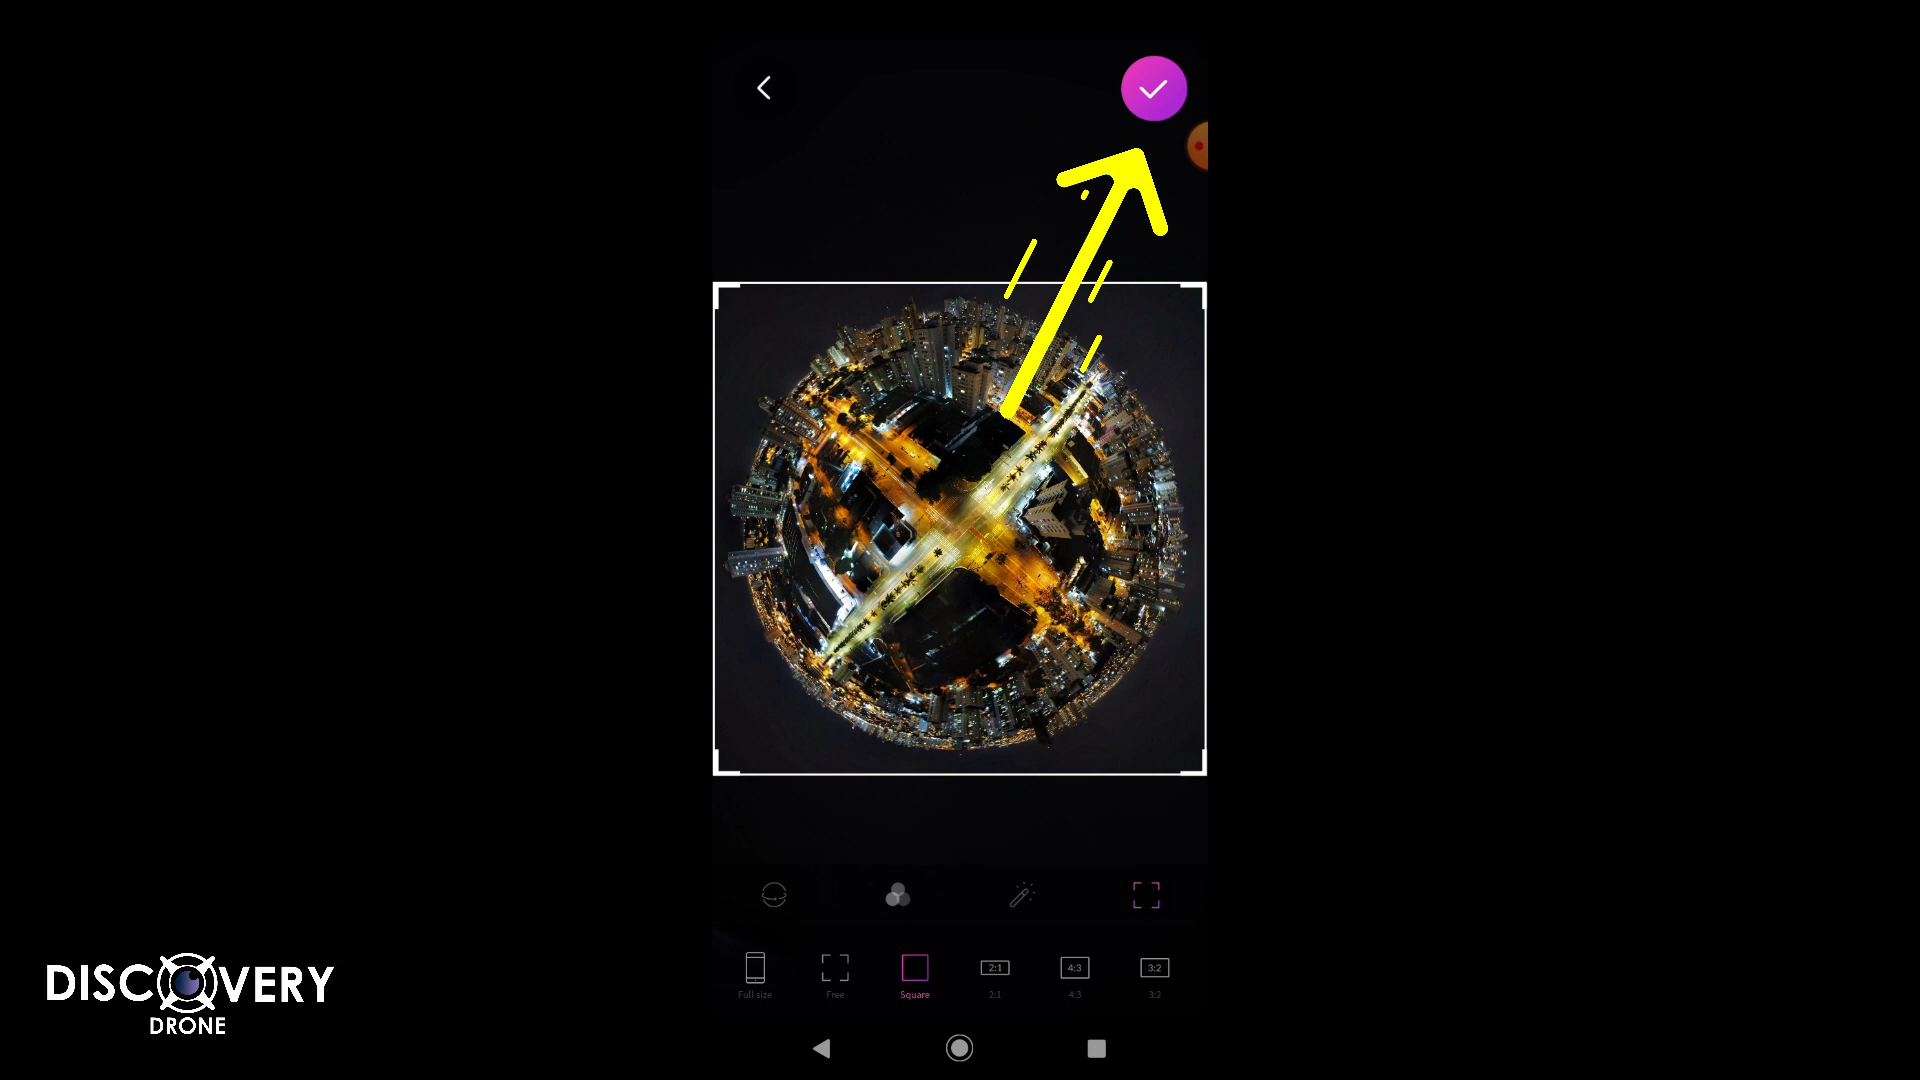 2:1
4:3
3:2
Full size
Free
Square
2:1
4:3
3:2
DISCOVERY
DRONE